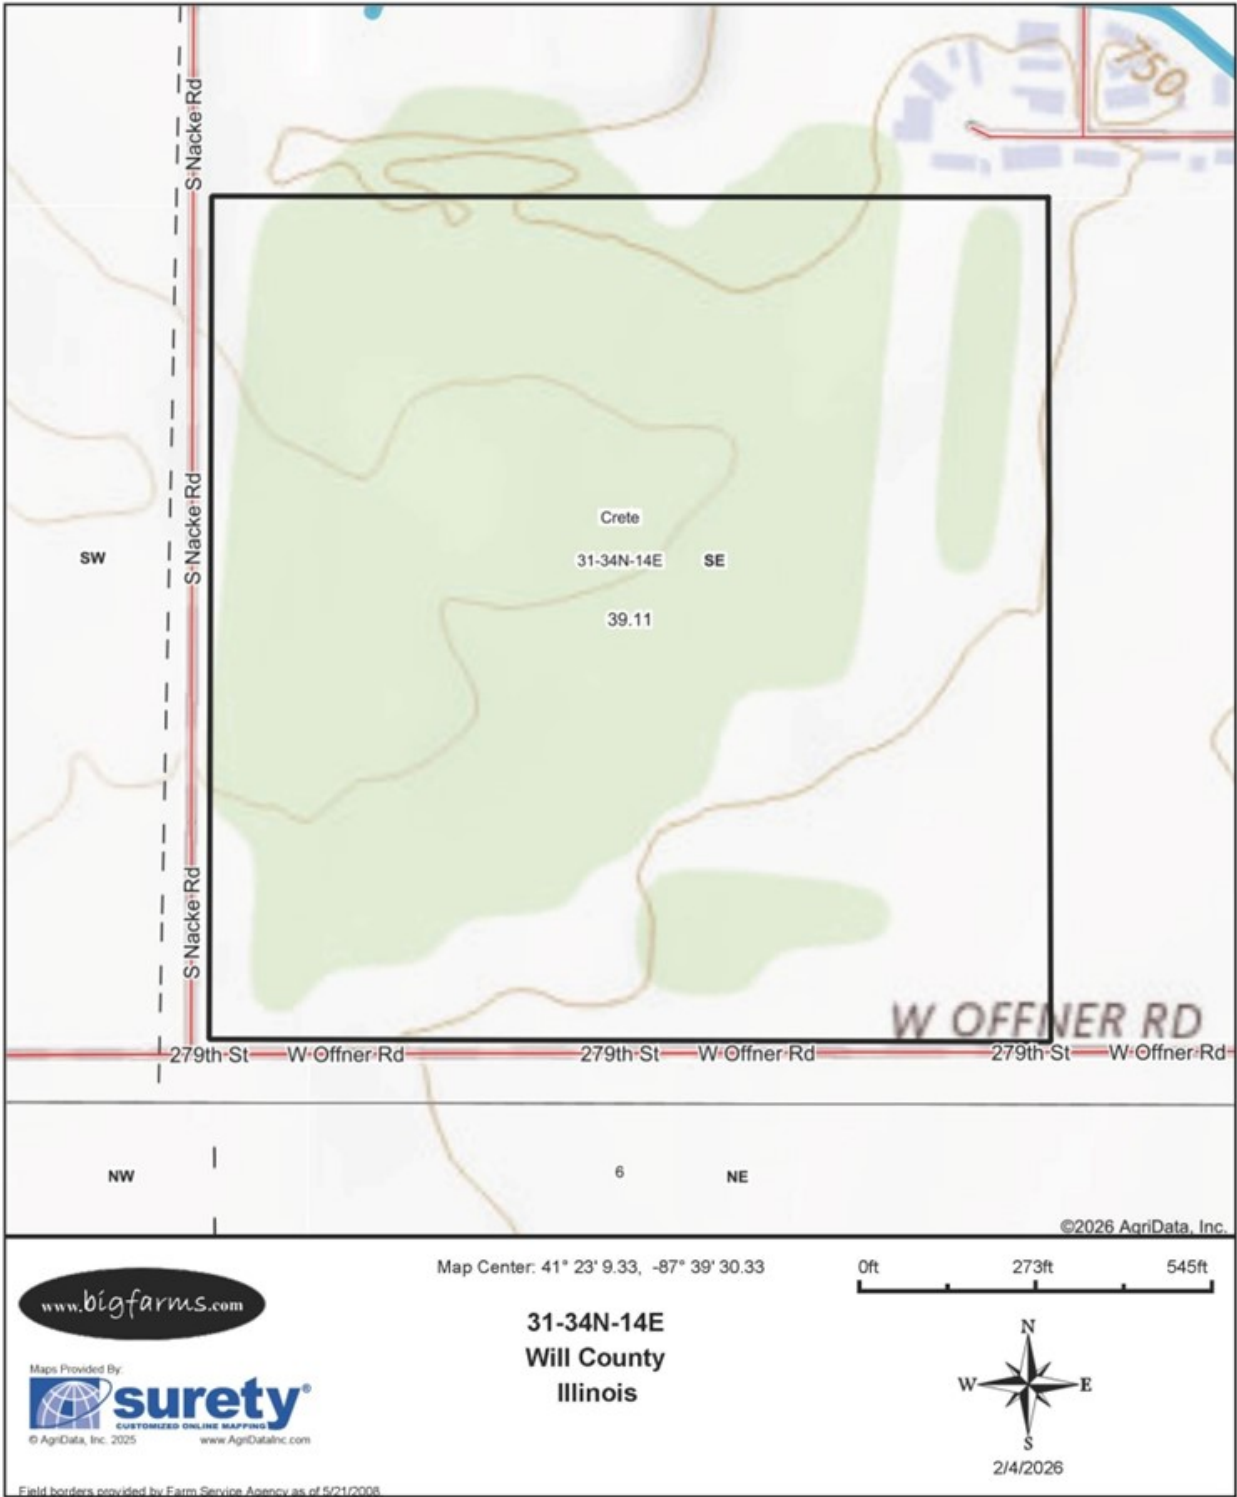 S Nacke Rd
750
S Nacke Rd
Crete
SW
31-34N-14E
SE
39.11
S Nacke Rd
W OFFNER RD
279th St
W Offner Rd
279th St
W Offner Rd
279th St
W Offner Rd
NW
6
NE
©2026 AgriData, Inc.
Map Center: 41° 23' 9.33, -87° 39' 30.33
0ft
273ft
545ft
www.bigfarms.com
31-34N-14E
Will County
Illinois
N
W
E
S
2/4/2026
Maps Provided By:
surety®
CUSTOMIZED ONLINE MAPPING
© AgriData, Inc. 2025
www.AgriDataInc.com
Field borders provided by Farm Service Agency as of 5/21/2008.